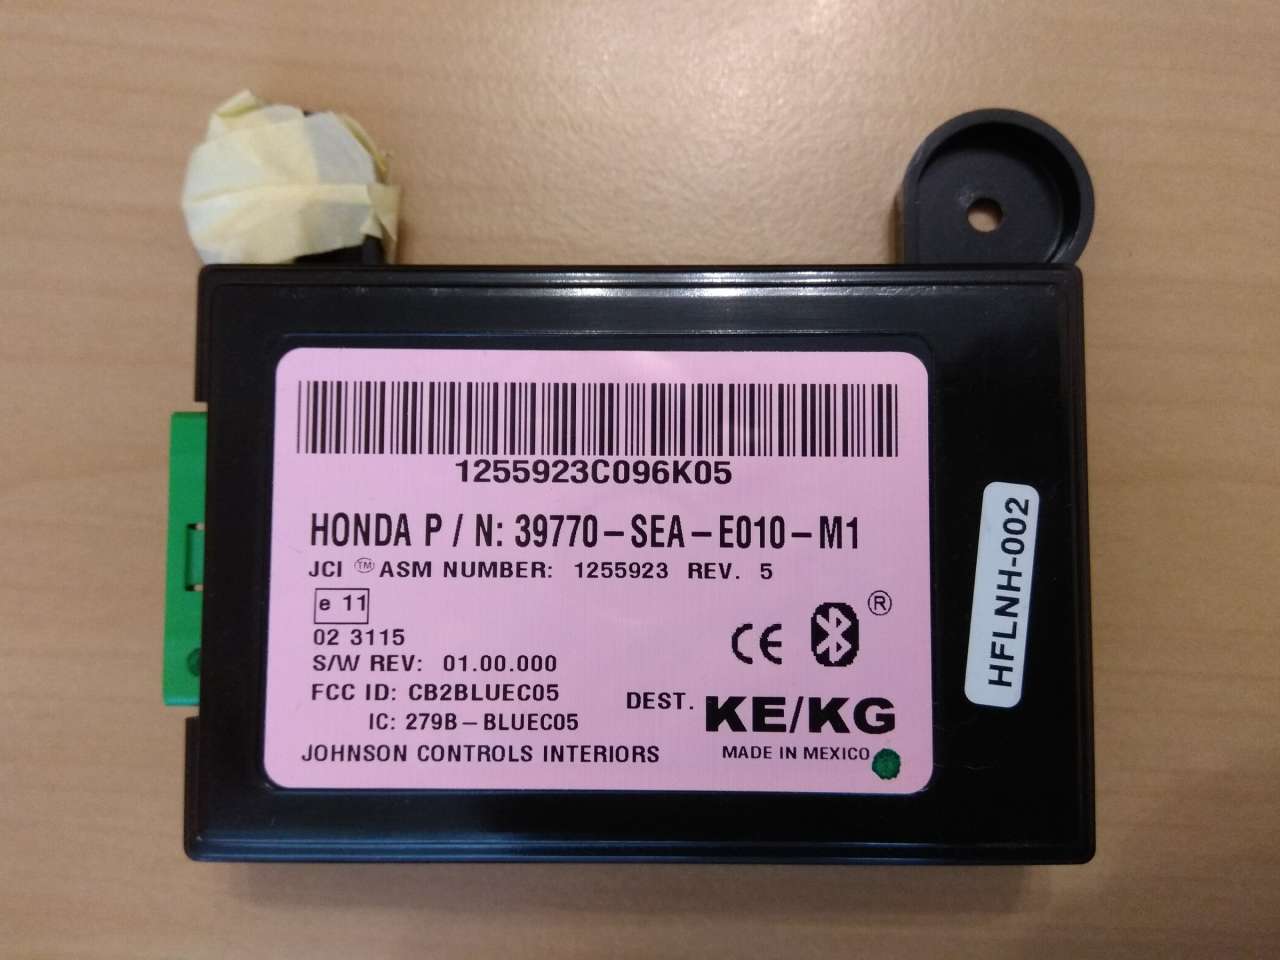 1255923C096K05
HONDA P / N: 39770-SEA-E010-M1
JCI ™ ASM NUMBER: 1255923 REV. 5
e 11
02 3115
S/W REV: 01.00.000
FCC ID: CB2BLUEC05
IC: 279B-BLUEC05
JOHNSON CONTROLS INTERIORS
CE
®
DEST. KE/KG
MADE IN MEXICO
HFLNH-002